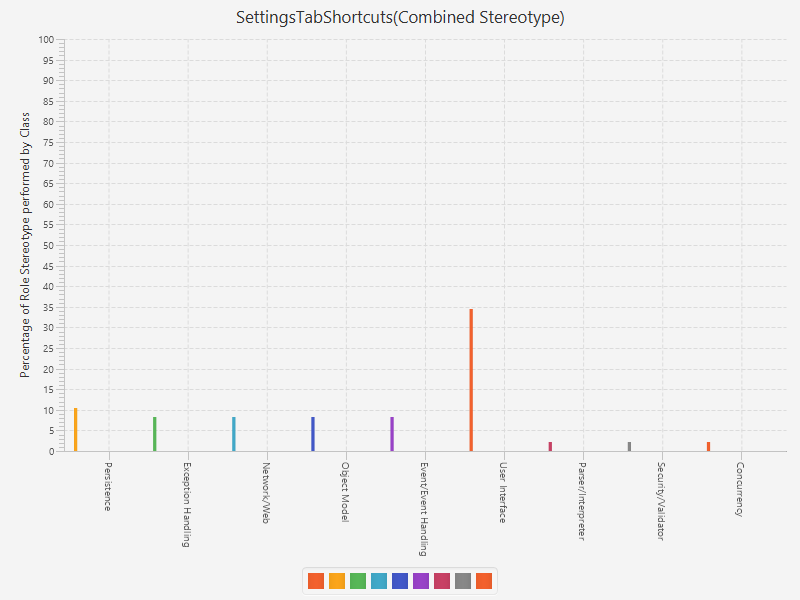 SettingsTabShortcuts(Combined Stereotype)
Percentage of Role Stereotype performed by Class
100
95
90
85
80
75
70
65
60
55
50
45
40
35
30
25
20
15
10
5
0
Persistence
Exception Handling
Network/Web
Object Model
Event/Event Handling
User Interface
Parser/Interpreter
Security/Validator
Concurrency